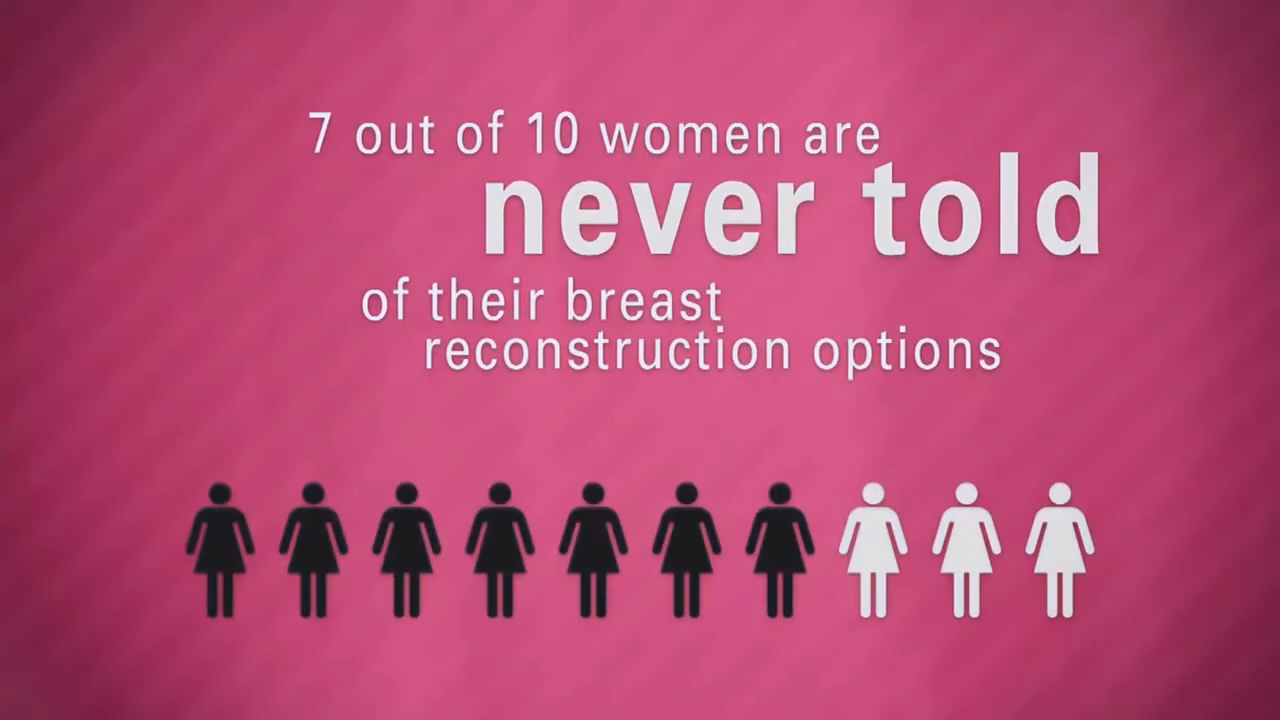 7 out of 10 women are
never told
of their breast
reconstruction options